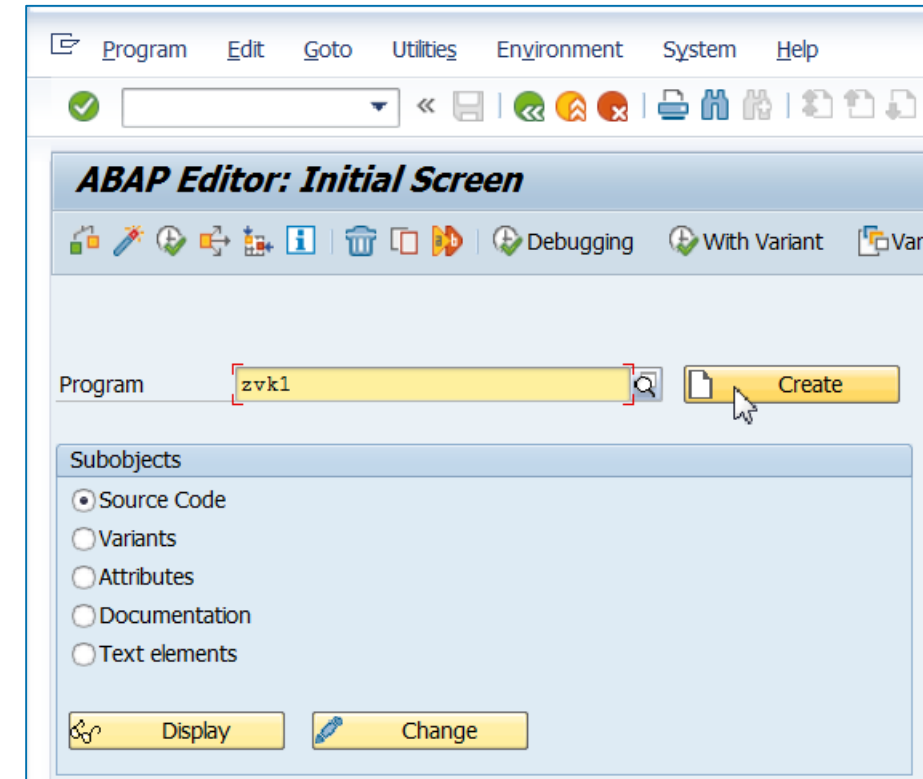 Program Edit Goto Utilities Environment System Help
ABAP Editor: Initial Screen
Debugging With Variant Var
Program zvk1 Create
Subobjects
Source Code
Variants
Attributes
Documentation
Text elements
Display Change